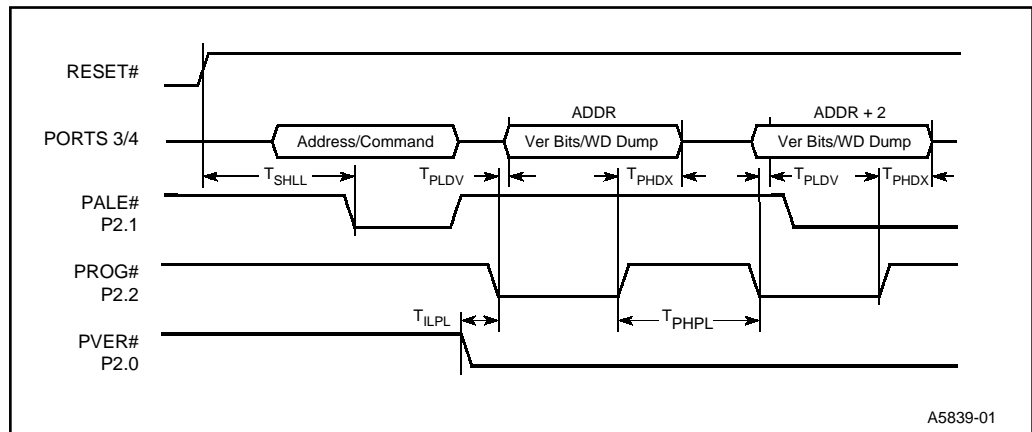 RESET#
ADDR
ADDR + 2
PORTS 3/4
Address/Command
Ver Bits/WD Dump
Ver Bits/WD Dump
TSHLL
TPLDV
TPHDX
TPLDV
TPHDX
PALE#
P2.1
PROG#
P2.2
TILPL
TPHPL
PVER#
P2.0
A5839-01